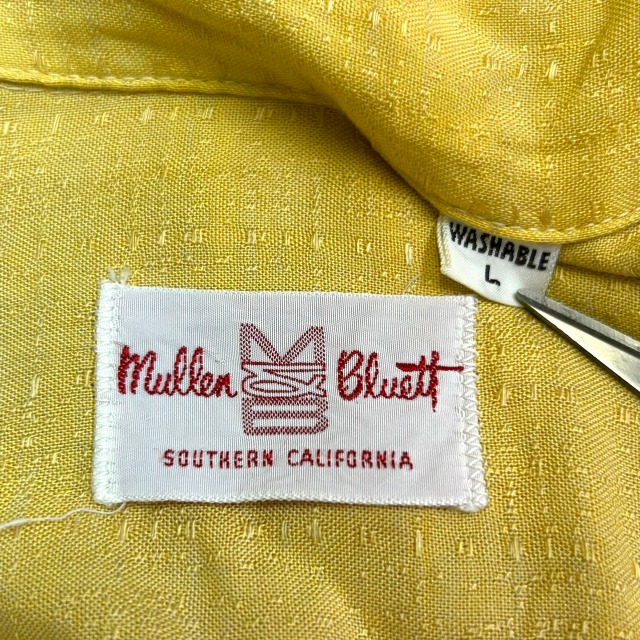 WASHABLE
L
Mullen M & B Bluett
SOUTHERN CALIFORNIA